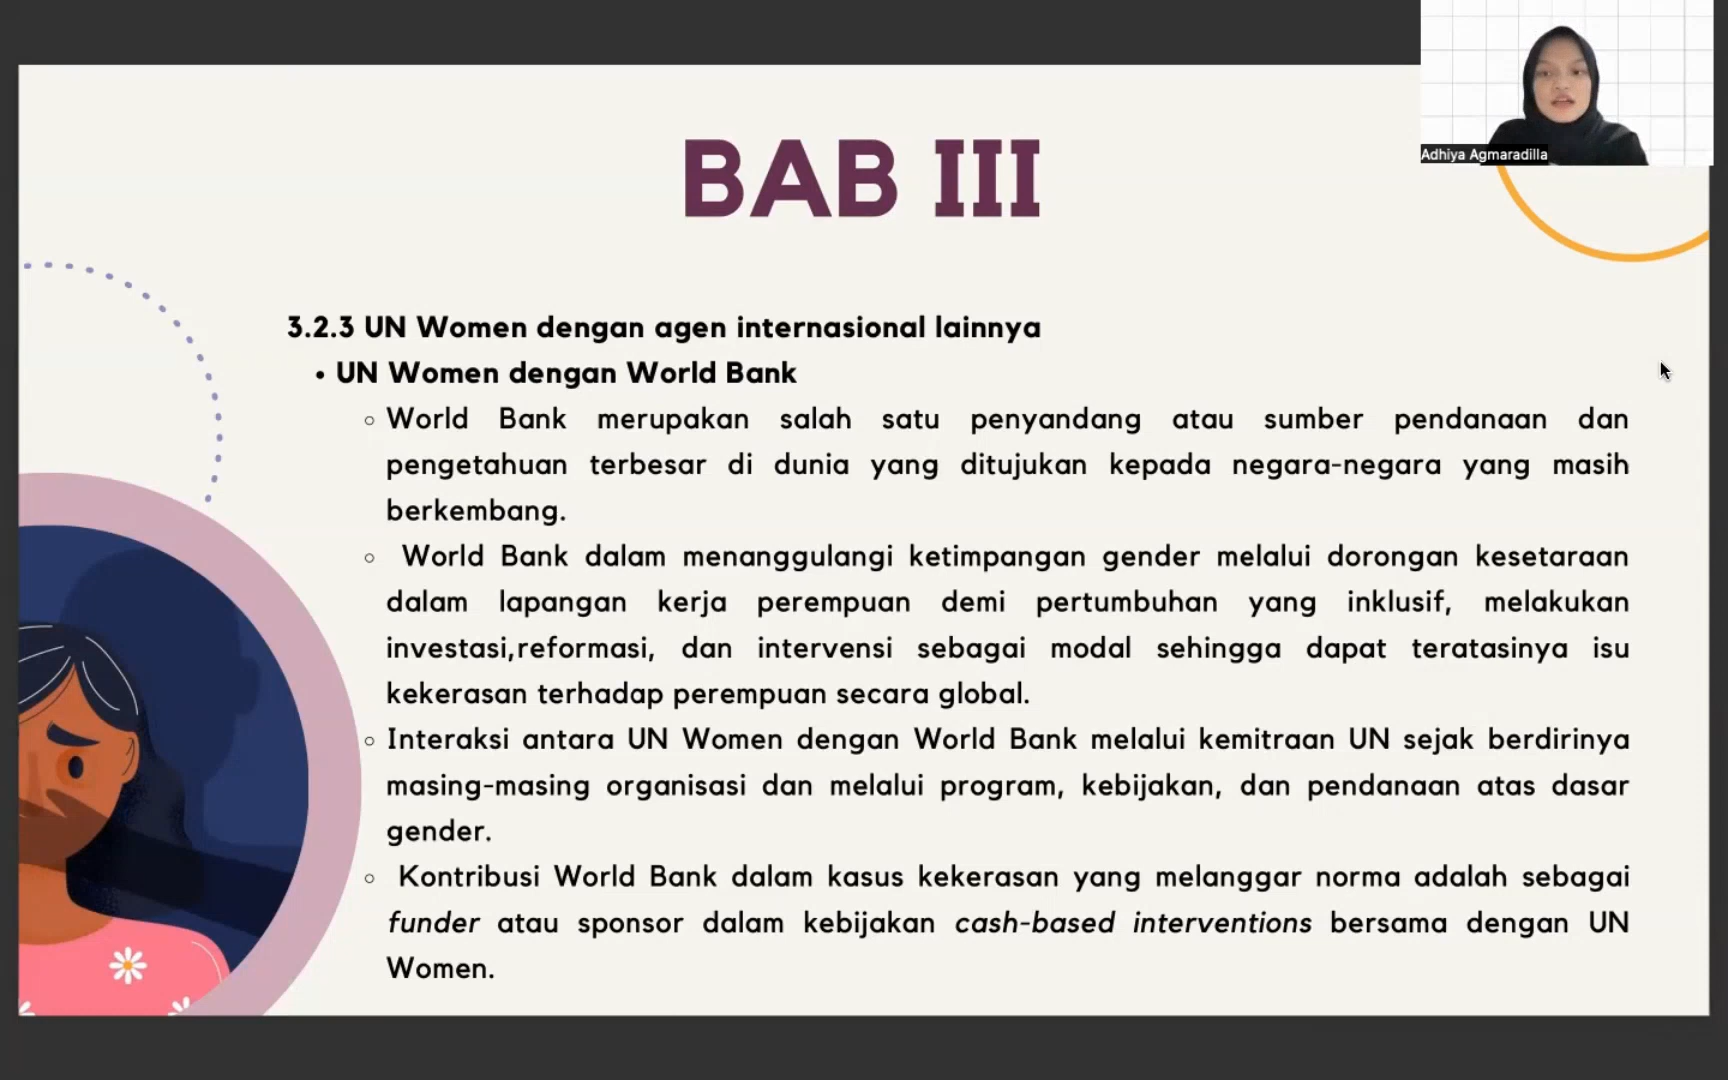 Adhiya Agmaradilla
BAB III
3.2.3 UN Women dengan agen internasional lainnya
• UN Women dengan World Bank
◦ World Bank merupakan salah satu penyandang atau sumber pendanaan dan
pengetahuan terbesar di dunia yang ditujukan kepada negara-negara yang masih
berkembang.
◦ World Bank dalam menanggulangi ketimpangan gender melalui dorongan kesetaraan
dalam lapangan kerja perempuan demi pertumbuhan yang inklusif, melakukan
investasi,reformasi, dan intervensi sebagai modal sehingga dapat teratasinya isu
kekerasan terhadap perempuan secara global.
◦ Interaksi antara UN Women dengan World Bank melalui kemitraan UN sejak berdirinya
masing-masing organisasi dan melalui program, kebijakan, dan pendanaan atas dasar
gender.
◦ Kontribusi World Bank dalam kasus kekerasan yang melanggar norma adalah sebagai
funder atau sponsor dalam kebijakan cash-based interventions bersama dengan UN
Women.